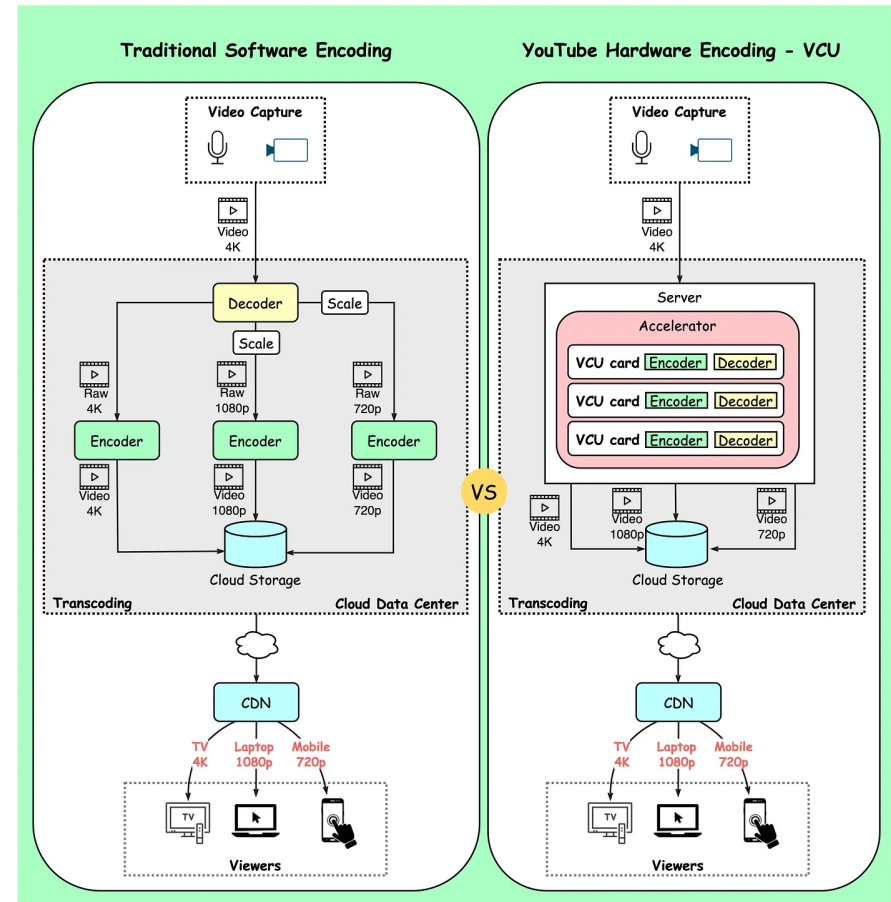 Traditional Software Encoding
Video Capture
Video
4K
Decoder
Scale
Scale
Raw
4K
Raw
1080p
Raw
720p
Encoder
Encoder
Encoder
Video
4K
Video
1080p
Video
720p
Cloud Storage
Transcoding
Cloud Data Center
CDN
TV
4K
Laptop
1080p
Mobile
720p
TV
Viewers
VS
YouTube Hardware Encoding - VCU
Video Capture
Video
4K
Server
Accelerator
VCU card Encoder Decoder
VCU card Encoder Decoder
VCU card Encoder Decoder
Video
4K
Video
1080p
Video
720p
Cloud Storage
Transcoding
Cloud Data Center
CDN
TV
4K
Laptop
1080p
Mobile
720p
TV
Viewers